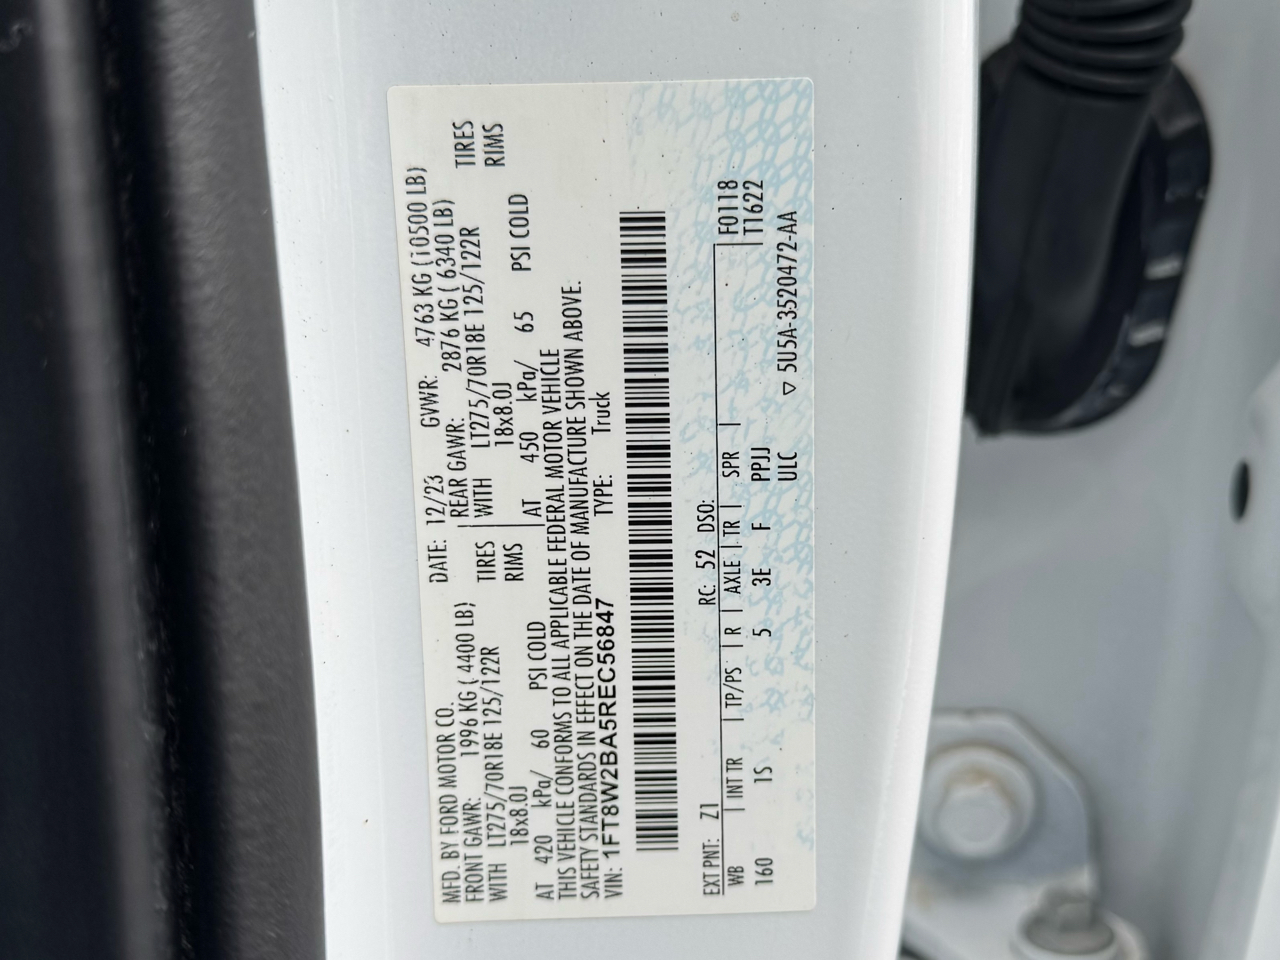 MFD. BY FORD MOTOR CO.
DATE: 12/23 GVWR: 4763 KG (10500 LB)
FRONT GAWR: 1996 KG ( 4400 LB)
REAR GAWR: 2876 KG ( 6340 LB)
WITH LT275/70R18E 125/122R TIRES
WITH LT275/70R18E 125/122R TIRES
18x8.0J RIMS
18x8.0J RIMS
AT 420 kPa/ 60 PSI COLD
AT 450 kPa/ 65 PSI COLD
THIS VEHICLE CONFORMS TO ALL APPLICABLE FEDERAL MOTOR VEHICLE
SAFETY STANDARDS IN EFFECT ON THE DATE OF MANUFACTURE SHOWN ABOVE.
VIN: 1FT8W2BA5REC56847 TYPE: Truck
EXT PNT: Z1 RC: 52 DSO:
WB | INT TR | TP/PS | R | AXLE | TR | SPR | F0118
160 1S 5 3E F PPJJ T1622
ULC ▽ 5U5A-3520472-AA